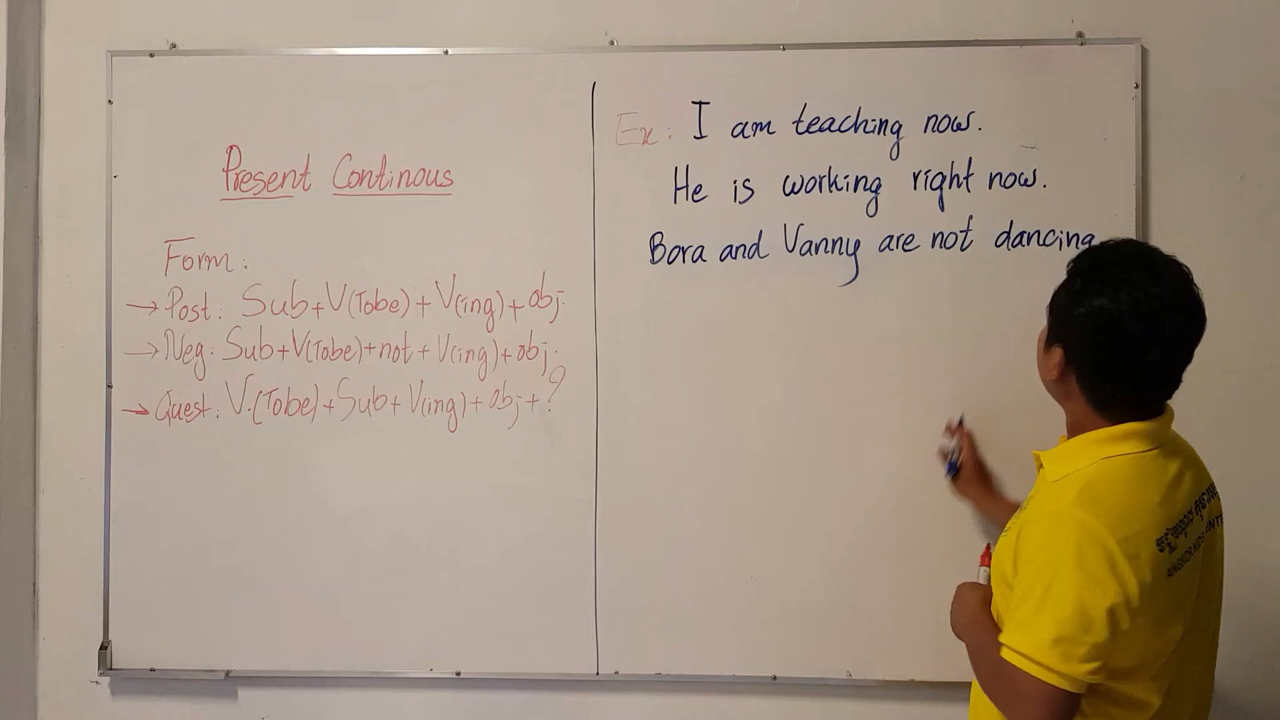 Present Continous
Form:
→ Post: Sub+V(Tobe)+V(ing)+obj.
→ Neg: Sub+V(Tobe)+not+V(ing)+obj.
→ Quest: V.(Tobe)+Sub+V(ing)+obj+?
Ex: I am teaching now.
He is working right now.
Bora and Vanny are not dancing